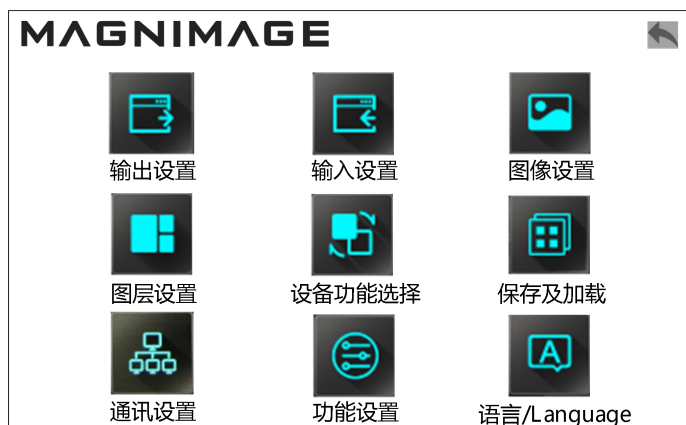 MAGNIMAGE
输出设置
输入设置
图像设置
图层设置
设备功能选择
保存及加载
通讯设置
功能设置
A
语言/Language